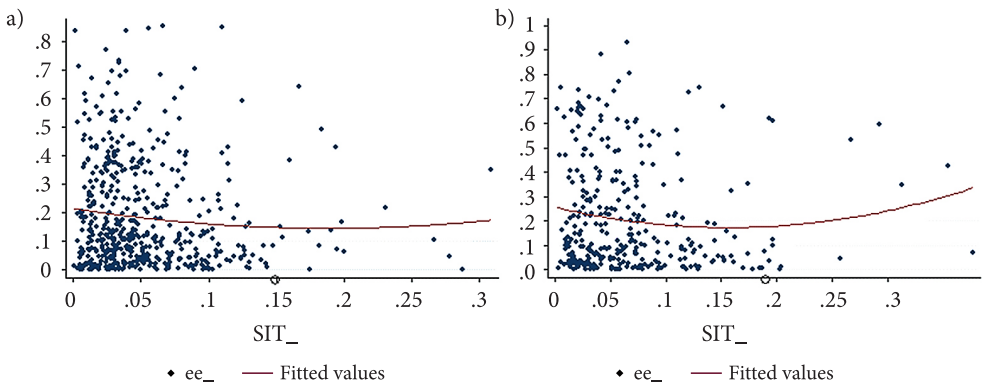 a)
.8
.7
.6
.5
.4
.3
.2
.1
0
0 .05 .1 .15 .2 .25 .3
SIT_
ee_ Fitted values
b)
1
.9
.8
.7
.6
.5
.4
.3
.2
.1
.0
0 .05 .1 .15 .2 .25 .3
SIT_
ee_ Fitted values